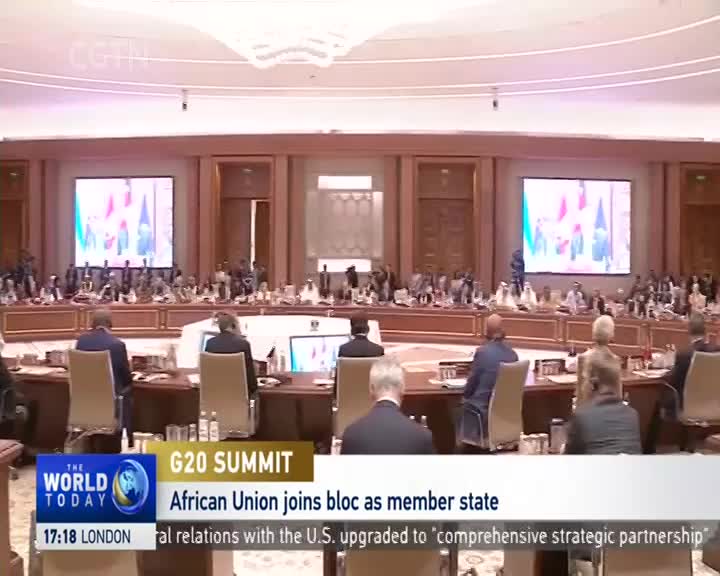 CGTN
G20 SUMMIT
THE
WORLD
TODAY
African Union joins bloc as member state
17:18 LONDON
ral relations with the U.S. upgraded to "comprehensive strategic partnership"